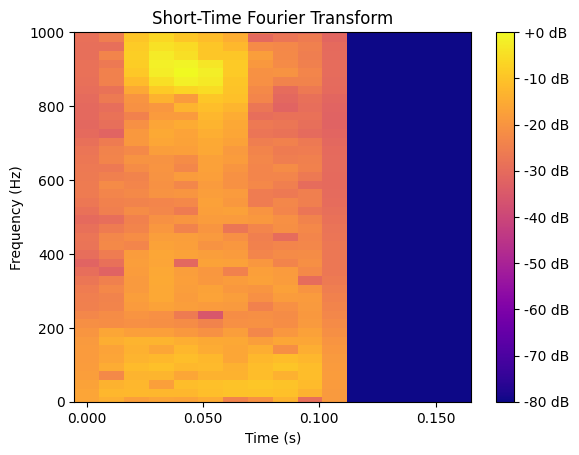 Short-Time Fourier Transform
1000
800
600
400
200
0
Frequency (Hz)
0.000
0.050
0.100
0.150
Time (s)
+0 dB
-10 dB
-20 dB
-30 dB
-40 dB
-50 dB
-60 dB
-70 dB
-80 dB